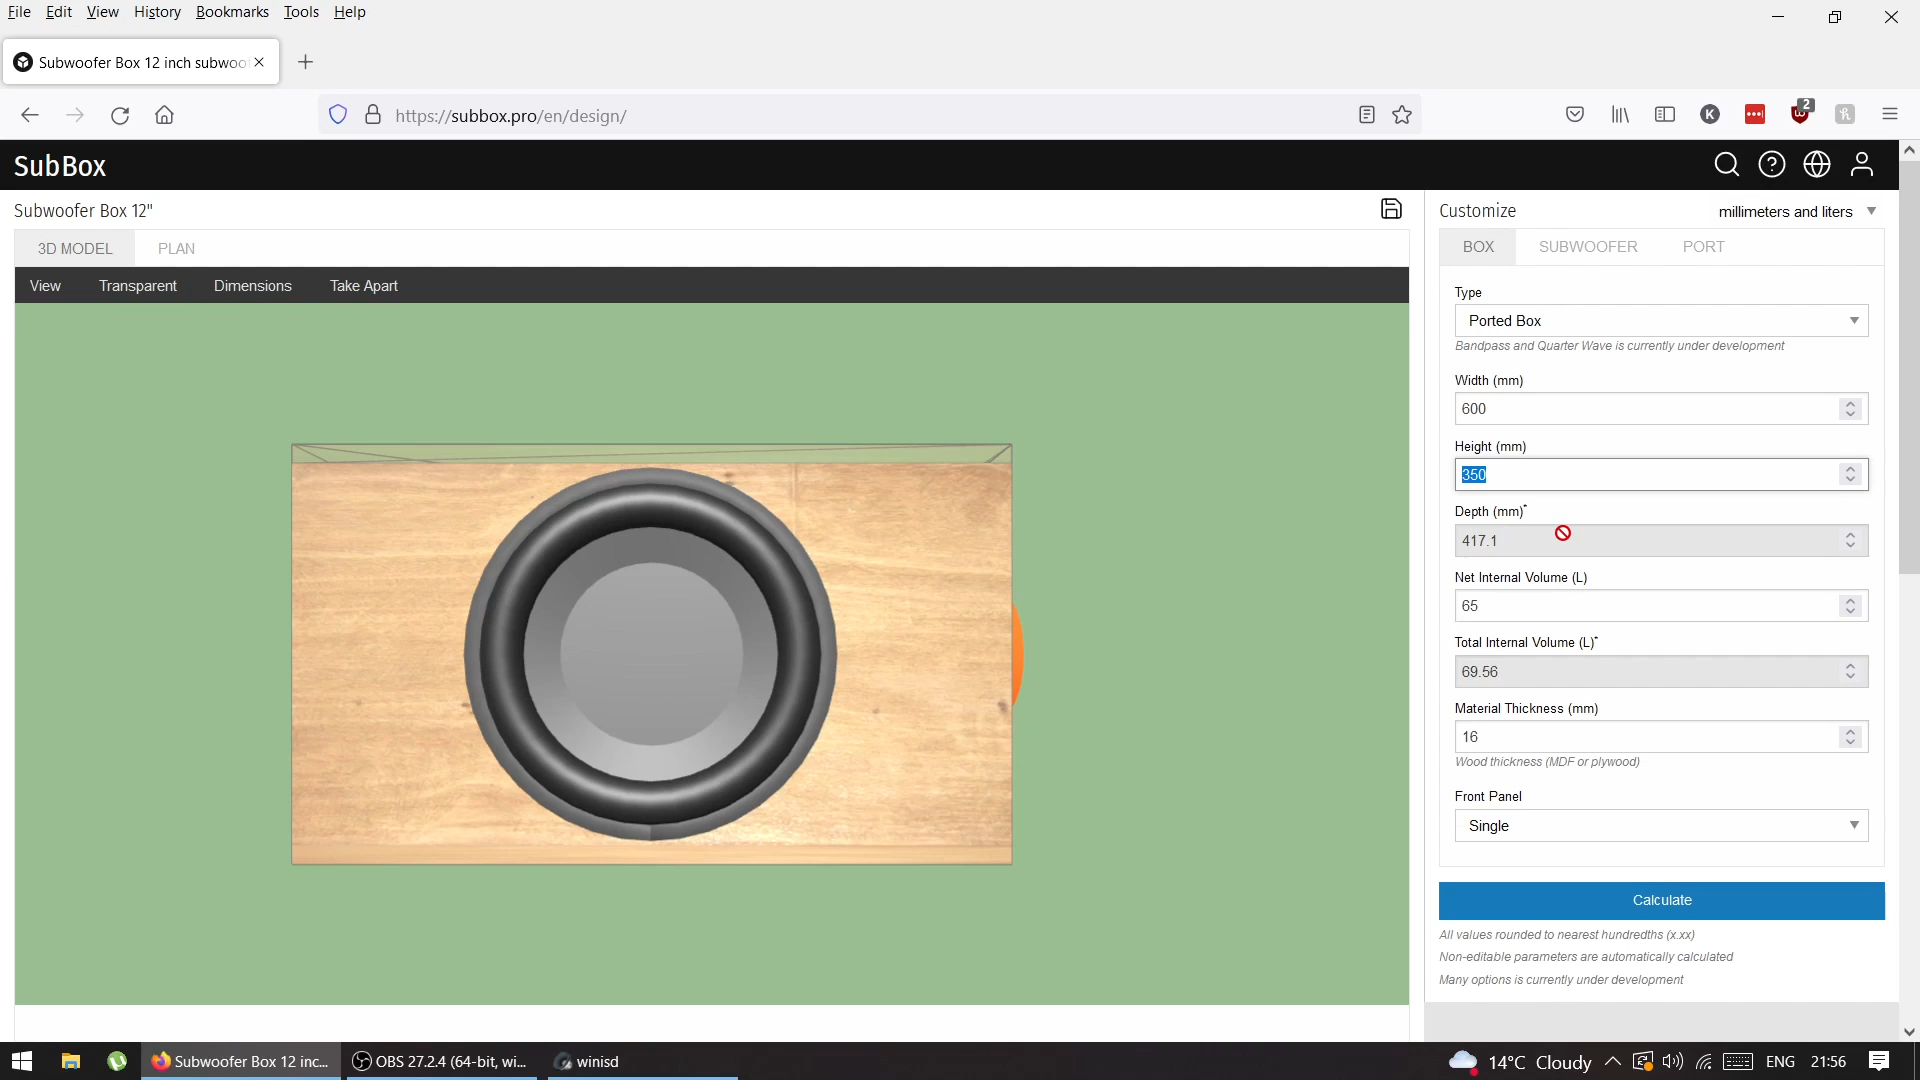 File Edit View History Bookmarks Tools Help
Subwoofer Box 12 inch subwoo
https://subbox.pro/en/design/
2
SubBox
Subwoofer Box 12"
Customize
millimeters and liters
3D MODEL PLAN
BOX SUBWOOFER PORT
View Transparent Dimensions Take Apart
Type
Ported Box
Bandpass and Quarter Wave is currently under development
Width (mm)
600
Height (mm)
350
Depth (mm)*
417.1
Net Internal Volume (L)
65
Total Internal Volume (L)*
69.56
Material Thickness (mm)
16
Wood thickness (MDF or plywood)
Front Panel
Single
Calculate
All values rounded to nearest hundredths (x.xx)
Non-editable parameters are automatically calculated
Many options is currently under development
Subwoofer Box 12 inc... OBS 27.2.4 (64-bit, wi... winisd 14°C Cloudy ENG 21:56